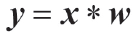 y = x * w